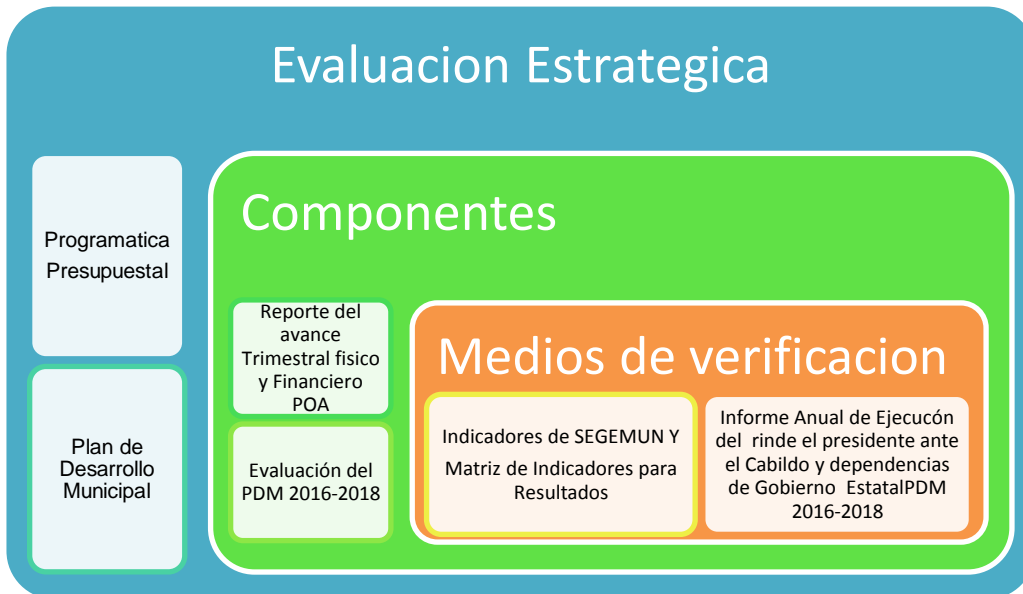 Evaluacion Estrategica
Programatica
Presupuestal
Plan de
Desarrollo
Municipal
Componentes
Reporte del
avance
Trimestral fisico
y Financiero
POA
Evaluación del
PDM 2016-2018
Medios de verificacion
Indicadores de SEGEMUN Y
Matriz de Indicadores para
Resultados
Informe Anual de Ejecucón
del rinde el presidente ante
el Cabildo y dependencias
de Gobierno EstatalPDM
2016-2018